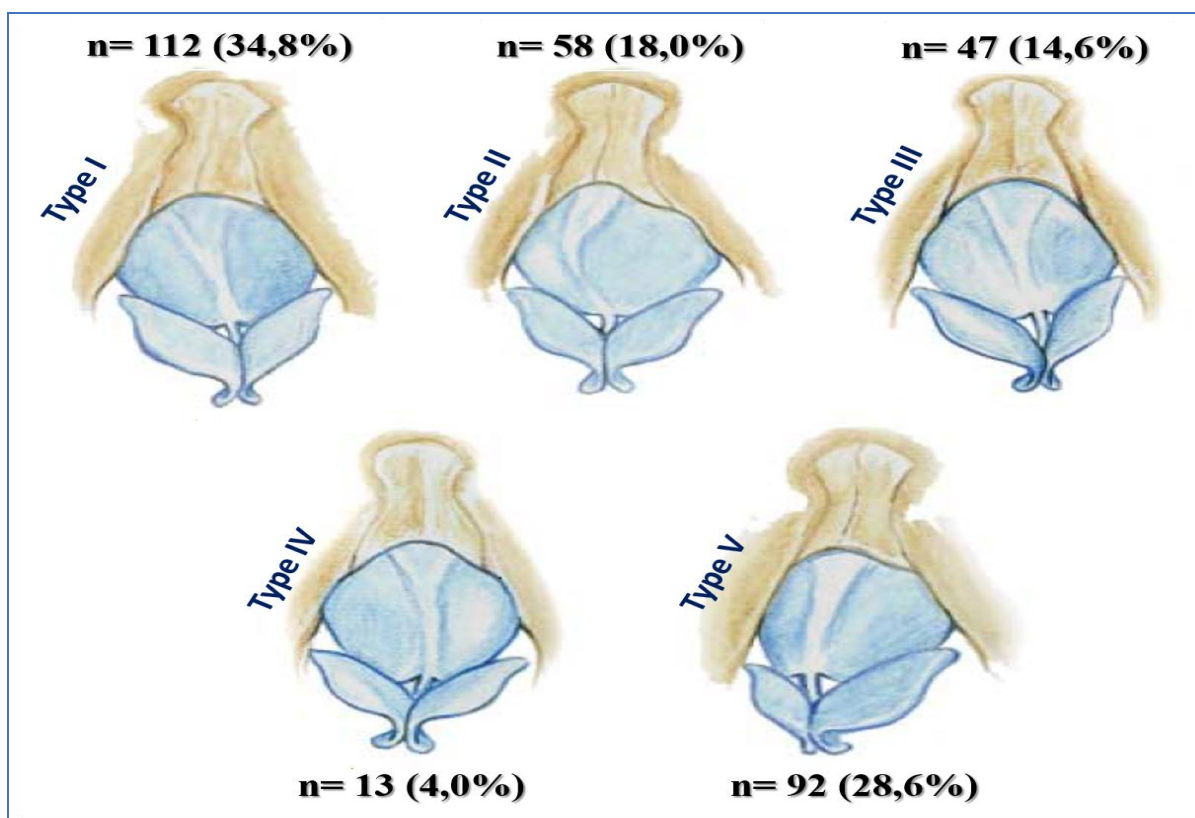 n= 112 (34,8%)
n= 58 (18,0%)
n= 47 (14,6%)
Type I
Type II
Type III
Type IV
Type V
n= 13 (4,0%)
n= 92 (28,6%)